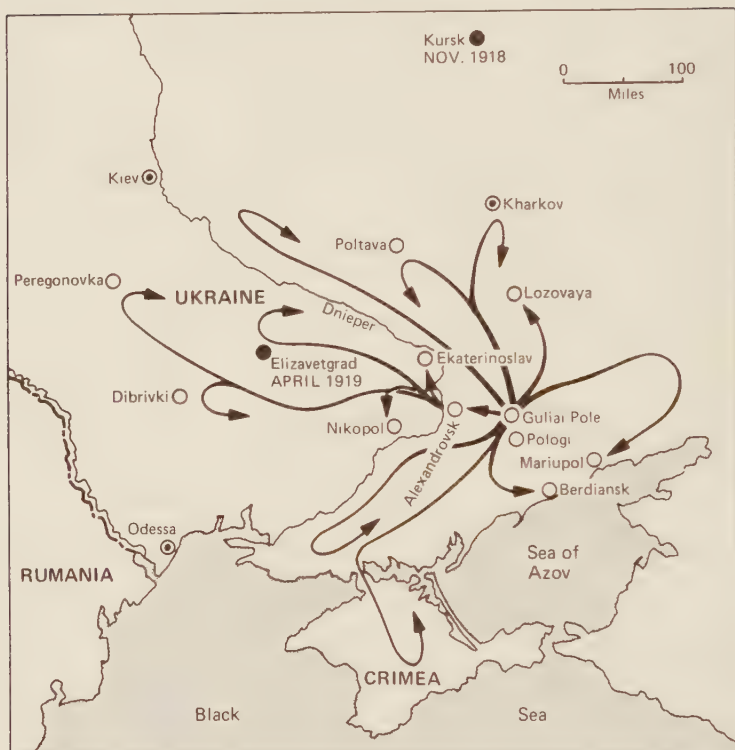 Kursk
NOV. 1918
0 100
Miles
Kiev
Kharkov
Poltava
Peregonovka
UKRAINE
Lozovaya
Dnieper
Ekaterinoslav
Elizavetgrad
APRIL 1919
Dibrivki
Guliai Pole
Nikopol
Pologi
Alexandrovsk
Mariupol
Berdiansk
Odessa
Sea of
Azov
RUMANIA
CRIMEA
Black Sea